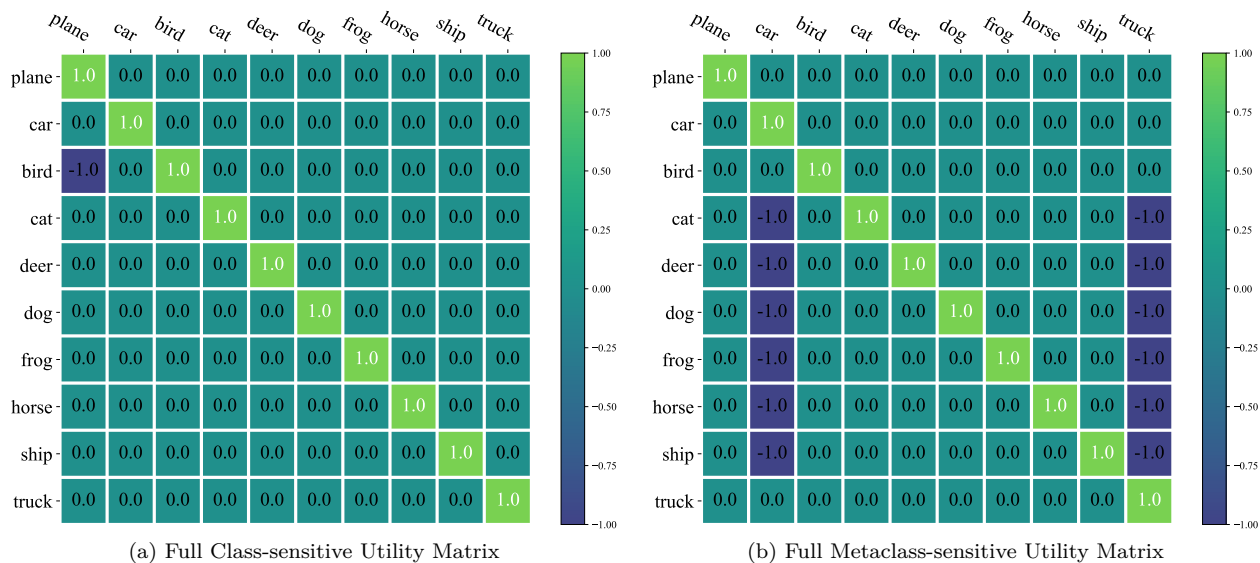 plane car bird cat deer dog frog horse ship truck
plane 1.0 0.0 0.0 0.0 0.0 0.0 0.0 0.0 0.0 0.0
car 0.0 1.0 0.0 0.0 0.0 0.0 0.0 0.0 0.0 0.0
bird -1.0 0.0 1.0 0.0 0.0 0.0 0.0 0.0 0.0 0.0
cat 0.0 0.0 0.0 1.0 0.0 0.0 0.0 0.0 0.0 0.0
deer 0.0 0.0 0.0 0.0 1.0 0.0 0.0 0.0 0.0 0.0
dog 0.0 0.0 0.0 0.0 0.0 1.0 0.0 0.0 0.0 0.0
frog 0.0 0.0 0.0 0.0 0.0 0.0 1.0 0.0 0.0 0.0
horse 0.0 0.0 0.0 0.0 0.0 0.0 0.0 1.0 0.0 0.0
ship 0.0 0.0 0.0 0.0 0.0 0.0 0.0 0.0 1.0 0.0
truck 0.0 0.0 0.0 0.0 0.0 0.0 0.0 0.0 0.0 1.0
1.00
0.75
0.50
0.25
0.00
−0.25
−0.50
−0.75
−1.00
(a) Full Class-sensitive Utility Matrix
plane car bird cat deer dog frog horse ship truck
plane 1.0 0.0 0.0 0.0 0.0 0.0 0.0 0.0 0.0 0.0
car 0.0 1.0 0.0 0.0 0.0 0.0 0.0 0.0 0.0 0.0
bird 0.0 0.0 1.0 0.0 0.0 0.0 0.0 0.0 0.0 0.0
cat 0.0 -1.0 0.0 1.0 0.0 0.0 0.0 0.0 0.0 -1.0
deer 0.0 -1.0 0.0 0.0 1.0 0.0 0.0 0.0 0.0 -1.0
dog 0.0 -1.0 0.0 0.0 0.0 1.0 0.0 0.0 0.0 -1.0
frog 0.0 -1.0 0.0 0.0 0.0 0.0 1.0 0.0 0.0 -1.0
horse 0.0 -1.0 0.0 0.0 0.0 0.0 0.0 1.0 0.0 -1.0
ship 0.0 -1.0 0.0 0.0 0.0 0.0 0.0 0.0 1.0 -1.0
truck 0.0 0.0 0.0 0.0 0.0 0.0 0.0 0.0 0.0 1.0
1.00
0.75
0.50
0.25
0.00
−0.25
−0.50
−0.75
−1.00
(b) Full Metaclass-sensitive Utility Matrix